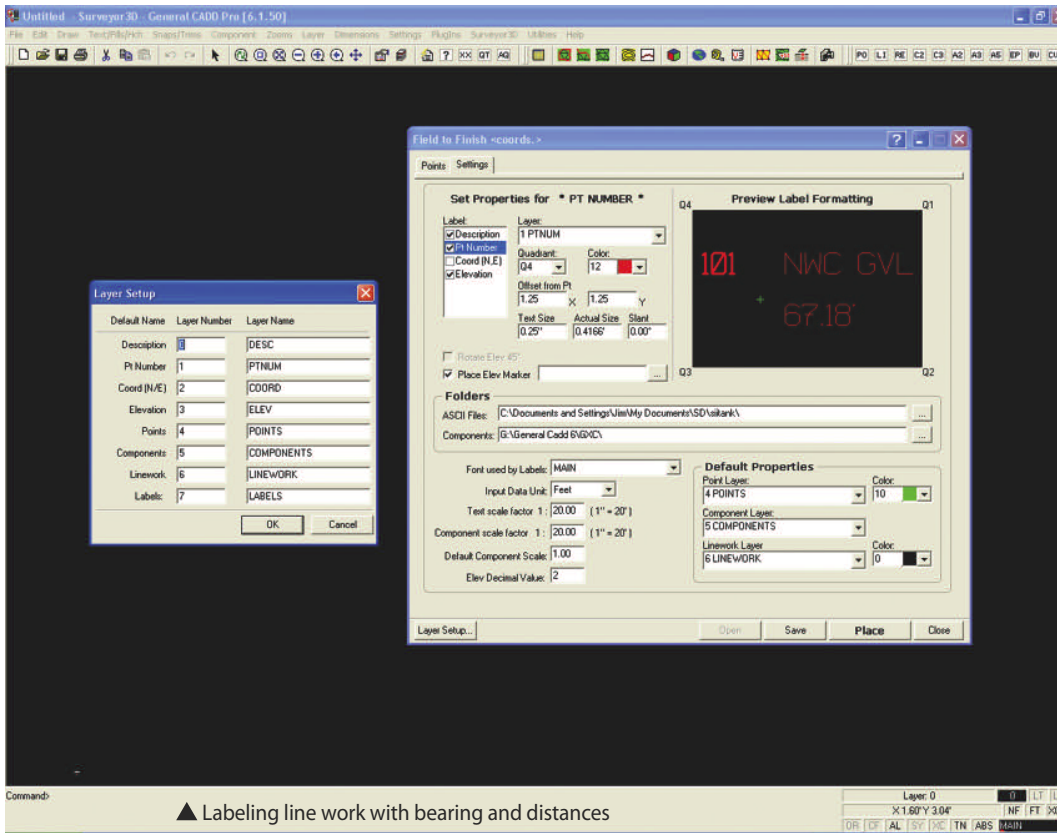 Untitled - Surveyor3D - General CADD Pro [6.1.50]
File Edit Draw Text/Fills/Hch Snaps/Trims Component Zooms Layer Dimensions Settings PlugIns Surveyor3D Utilities Help
XX QT AQ PO LI RE C2 C3 A2 A3 A6 EP BU CU
Field to Finish <coords.>
Points Settings
Set Properties for * PT NUMBER *
Label:
Description
Pt Number
Coord (N,E)
Elevation
Layer:
1 PTNUM
Quadrant: Color:
Q4 12
Offset from Pt
1.25 X 1.25 Y
Text Size Actual Size Slant
0.25" 0.4166' 0.00°
Rotate Elev 45°
Place Elev Marker ...
Preview Label Formatting
Q4 Q1
101 NWC GVL
67.18'
Q3 Q2
Folders
ASCII Files: C:\Documents and Settings\Jim\My Documents\SD\siitank\ ...
Components: G:\General Cadd 6\GXC\ ...
Font used by Labels: MAIN
Input Data Unit: Feet
Text scale factor 1 : 20.00 ( 1" = 20' )
Component scale factor 1 : 20.00 ( 1" = 20' )
Default Component Scale: 1.00
Elev Decimal Value: 2
Default Properties
Point Layer: Color:
4 POINTS 10
Component Layer:
5 COMPONENTS
Linework Layer Color:
6 LINEWORK 0
Layer Setup... Open Save Place Close
Layer Setup
Default Name Layer Number Layer Name
Description 0 DESC
Pt Number 1 PTNUM
Coord (N/E) 2 COORD
Elevation 3 ELEV
Points 4 POINTS
Components 5 COMPONENTS
Linework 6 LINEWORK
Labels: 7 LABELS
OK Cancel
Command>
▲ Labeling line work with bearing and distances
Layer: 0 0 LT
X 1.60" Y 3.04" NF FT
OR CF AL SY XC TN ABS MAIN